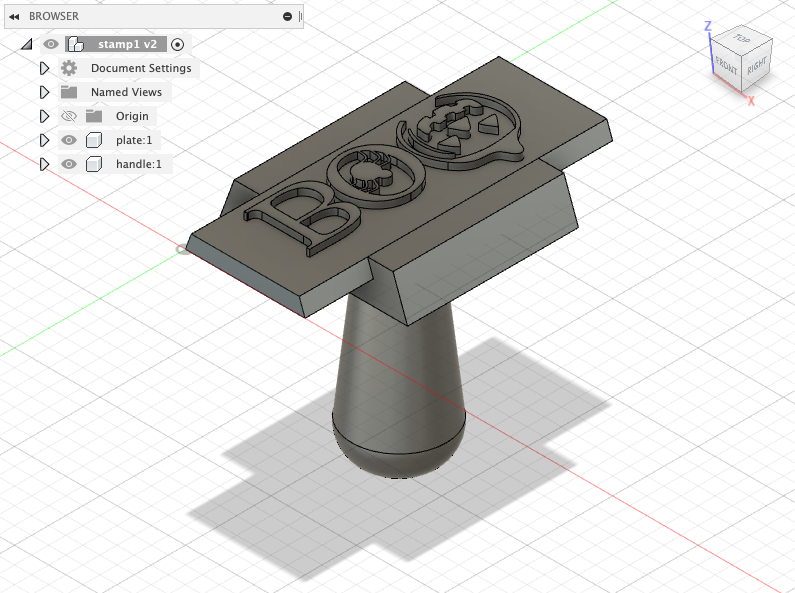 BROWSER
stamp1 v2
Document Settings
Named Views
Origin
plate:1
handle:1
Z
TOP
FRONT
RIGHT
X
BOO